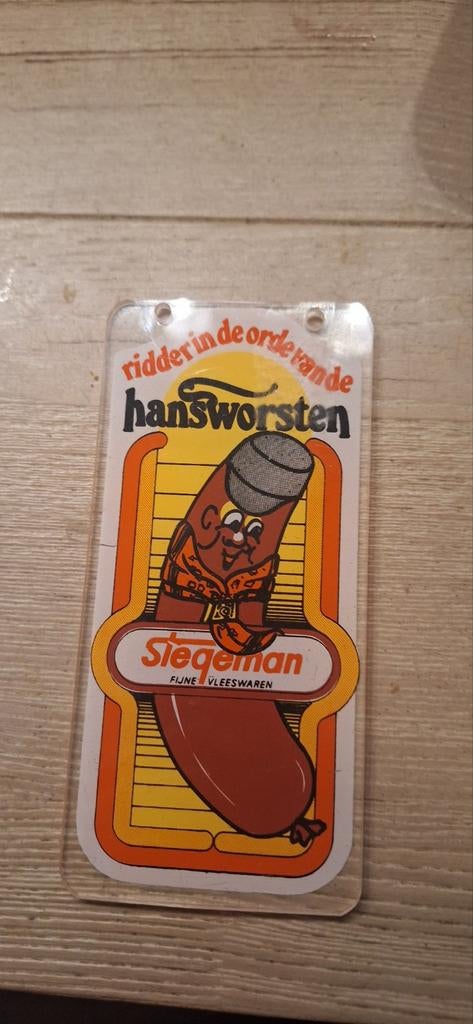 ridder in de orde van de
hansworsten
Stegeman
FIJNE VLEESWAREN